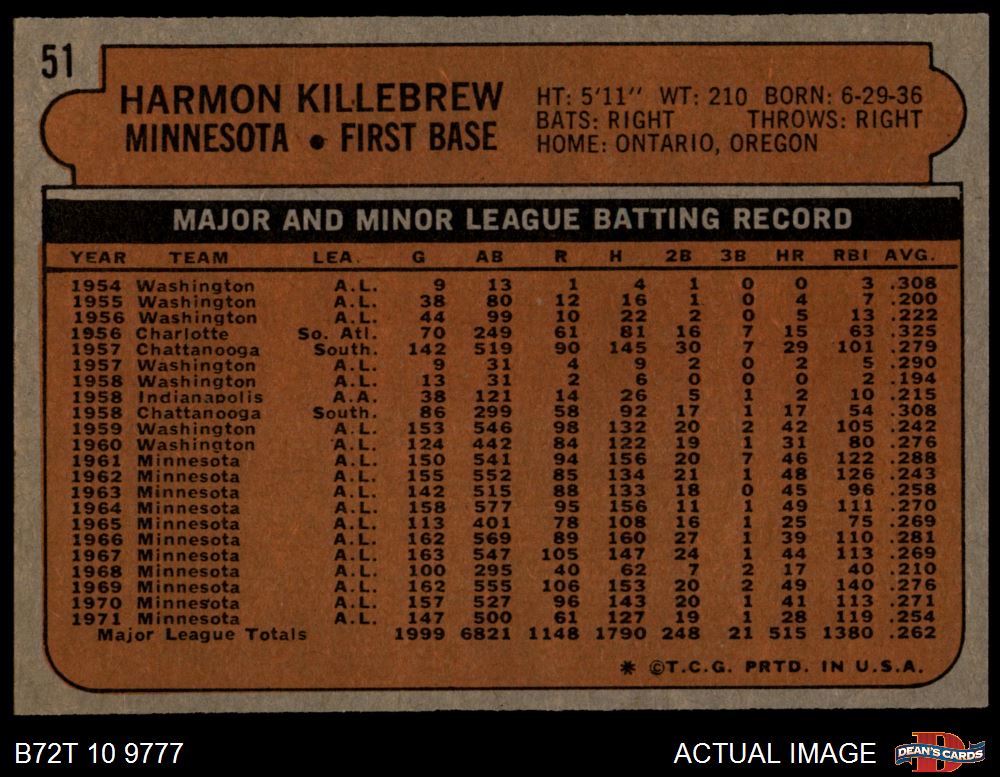 51
HARMON KILLEBREW
MINNESOTA • FIRST BASE
HT: 5'11" WT: 210 BORN: 6-29-36
BATS: RIGHT THROWS: RIGHT
HOME: ONTARIO, OREGON
MAJOR AND MINOR LEAGUE BATTING RECORD
YEAR TEAM LEA. G AB R H 2B 3B HR RBI AVG.
1954 Washington A.L. 9 13 1 4 1 0 0 3 .308
1955 Washington A.L. 38 80 12 16 1 0 4 7 .200
1956 Washington A.L. 44 99 10 22 2 0 5 13 .222
1956 Charlotte So. Atl. 70 249 61 81 16 7 15 63 .325
1957 Chattanooga South. 142 519 90 145 30 7 29 101 .279
1957 Washington A.L. 9 31 4 9 2 0 2 5 .290
1958 Washington A.L. 13 31 2 6 0 0 0 2 .194
1958 Indianapolis A.A. 38 121 14 26 5 1 2 10 .215
1958 Chattanooga South. 86 299 58 92 17 1 17 54 .308
1959 Washington A.L. 153 546 98 132 20 2 42 105 .242
1960 Washington A.L. 124 442 84 122 19 1 31 80 .276
1961 Minnesota A.L. 150 541 94 156 20 7 46 122 .288
1962 Minnesota A.L. 155 552 85 134 21 1 48 126 .243
1963 Minnesota A.L. 142 515 88 133 18 0 45 96 .258
1964 Minnesota A.L. 158 577 95 156 11 1 49 111 .270
1965 Minnesota A.L. 113 401 78 108 16 1 25 75 .269
1966 Minnesota A.L. 162 569 89 160 27 1 39 110 .281
1967 Minnesota A.L. 163 547 105 147 24 1 44 113 .269
1968 Minnesota A.L. 100 295 40 62 7 2 17 40 .210
1969 Minnesota A.L. 162 555 106 153 20 2 49 140 .276
1970 Minnesota A.L. 157 527 96 143 20 1 41 113 .271
1971 Minnesota A.L. 147 500 61 127 19 1 28 119 .254
Major League Totals 1999 6821 1148 1790 248 21 515 1380 .262
* ©T.C.G. PRTD. IN U.S.A.
B72T 10 9777
ACTUAL IMAGE
DEAN'S CARDS